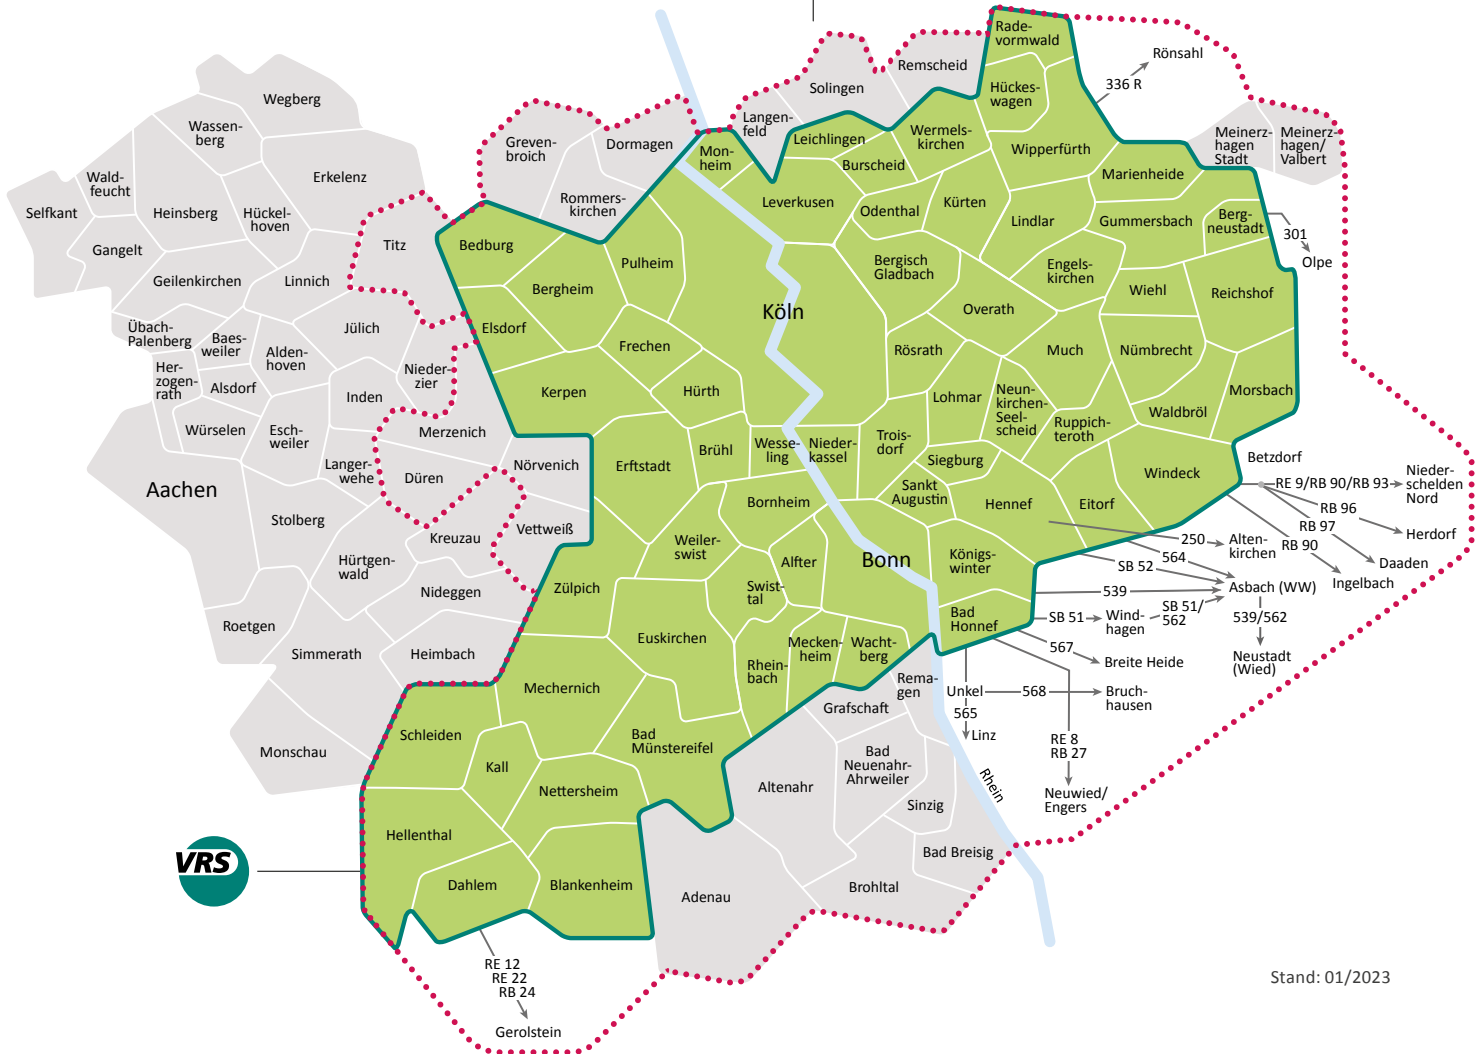 Rade-
vormwald
Rönsahl
Remscheid
336 R
Solingen
Hückes-
wagen
Wegberg
Langen-
feld
Wassen-
berg
Greven-
broich
Dormagen
Mon-
heim
Leichlingen
Wermels-
kirchen
Meinerz-
hagen
Stadt
Meinerz-
hagen/
Valbert
Burscheid
Wipperfürth
Wald-
feucht
Erkelenz
Marienheide
Rommers-
kirchen
Leverkusen
Odenthal
Kürten
Selfkant
Heinsberg
Hückel-
hoven
Lindlar
Gummersbach
Berg-
neustadt
301
Olpe
Gangelt
Titz
Bedburg
Pulheim
Bergisch
Gladbach
Engels-
kirchen
Geilenkirchen
Linnich
Bergheim
Wiehl
Reichshof
Köln
Overath
Übach-
Palenberg
Baes-
weiler
Jülich
Elsdorf
Frechen
Rösrath
Much
Nümbrecht
Alden-
hoven
Her-
zogen-
rath
Alsdorf
Nieder-
zier
Kerpen
Hürth
Inden
Lohmar
Neun-
kirchen-
Seel-
scheid
Morsbach
Waldbröl
Würselen
Esch-
weiler
Merzenich
Ruppich-
teroth
Brühl
Wesse-
ling
Nieder-
kassel
Trois-
dorf
Siegburg
Langer-
wehe
Düren
Nörvenich
Erftstadt
Windeck
Betzdorf
Aachen
Sankt
Augustin
Hennef
Eitorf
RE 9/RB 90/RB 93
Nieder-
schelden
Nord
Bornheim
RB 96
Stolberg
Vettweiß
RB 97
Herdorf
Kreuzau
Weiler-
swist
250
Alten-
kirchen
RB 90
Hürtgen-
wald
Alfter
Bonn
Königs-
winter
564
SB 52
Daaden
Ingelbach
Zülpich
Swist-
tal
Nideggen
539
Asbach (WW)
Roetgen
Euskirchen
Bad
Honnef
SB 51
Wind-
hagen
SB 51/
562
539/562
Simmerath
Heimbach
Mecken-
heim
Wacht-
berg
567
Breite Heide
Neustadt
(Wied)
Rhein-
bach
Rema-
gen
Mechernich
Unkel
568
Bruch-
hausen
Grafschaft
565
Linz
Schleiden
Bad
Münstereifel
Monschau
Kall
Bad
Neuenahr-
Ahrweiler
RE 8
RB 27
Altenahr
Rhein
Nettersheim
Sinzig
Neuwied/
Engers
Hellenthal
Bad Breisig
VRS
Dahlem
Blankenheim
Adenau
Brohltal
RE 12
RE 22
RB 24
Stand: 01/2023
Gerolstein